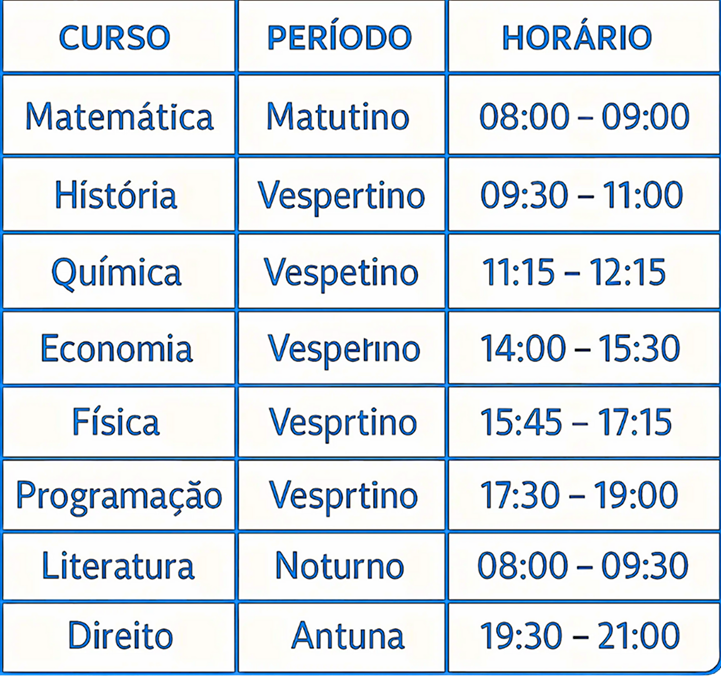 CURSO PERÍODO HORÁRIO
Matemática Matutino 08:00 – 09:00
Hístória Vespertino 09:30 – 11:00
Química Vespetino 11:15 – 12:15
Economia 14:00 – 15:30
Física Vesprtino 15:45 – 17:15
Programação Vesprtino 17:30 – 19:00
Literatura Noturno 08:00 – 09:30
Direito Antuna 19:30 – 21:00